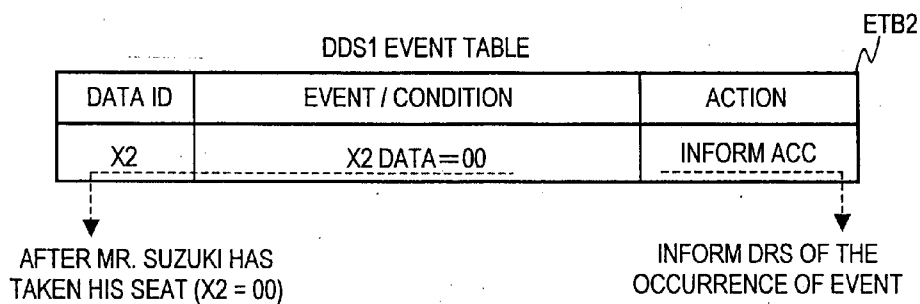 ETB2
DDS1 EVENT TABLE
DATA ID EVENT / CONDITION ACTION
X2 X2 DATA=00 INFORM ACC
AFTER MR. SUZUKI HAS
TAKEN HIS SEAT (X2 = 00)
INFORM DRS OF THE
OCCURRENCE OF EVENT